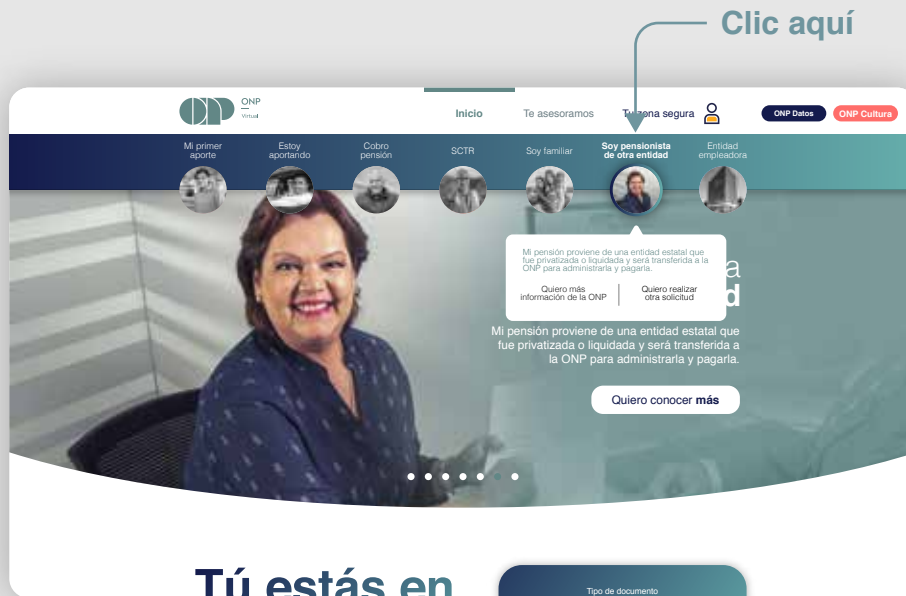 Clic aquí
ONP
Virtual
Inicio
Te asesoramos
Tu zona segura
ONP Datos
ONP Cultura
Mi primer
aporte
Estoy
aportando
Cobro
pensión
SCTR
Soy familiar
Soy pensionista
de otra entidad
Entidad
empleadora
Mi pensión proviene de una entidad estatal que
fue privatizada o liquidada y será transferida a la
ONP para administrarla y pagarla.
Quiero más
información de la ONP
Quiero realizar
otra solicitud
a
d
Mi pensión proviene de una entidad estatal que
fue privatizada o liquidada y será transferida a
la ONP para administrarla y pagarla.
Quiero conocer más
Tú estás en
Tipo de documento